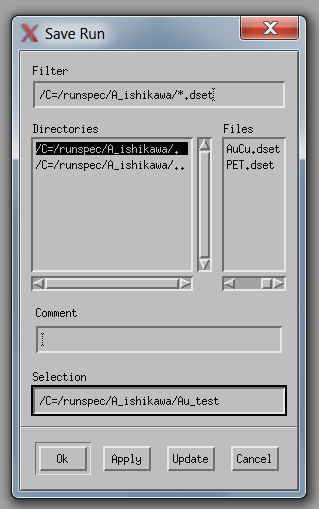 Save Run
Filter
/C=/runspec/A_ishikawa/*.dset
Directories
Files
/C=/runspec/A_ishikawa/.
/C=/runspec/A_ishikawa/..
AuCu.dset
PET.dset
Comment
Selection
/C=/runspec/A_ishikawa/Au_test
Ok
Apply
Update
Cancel